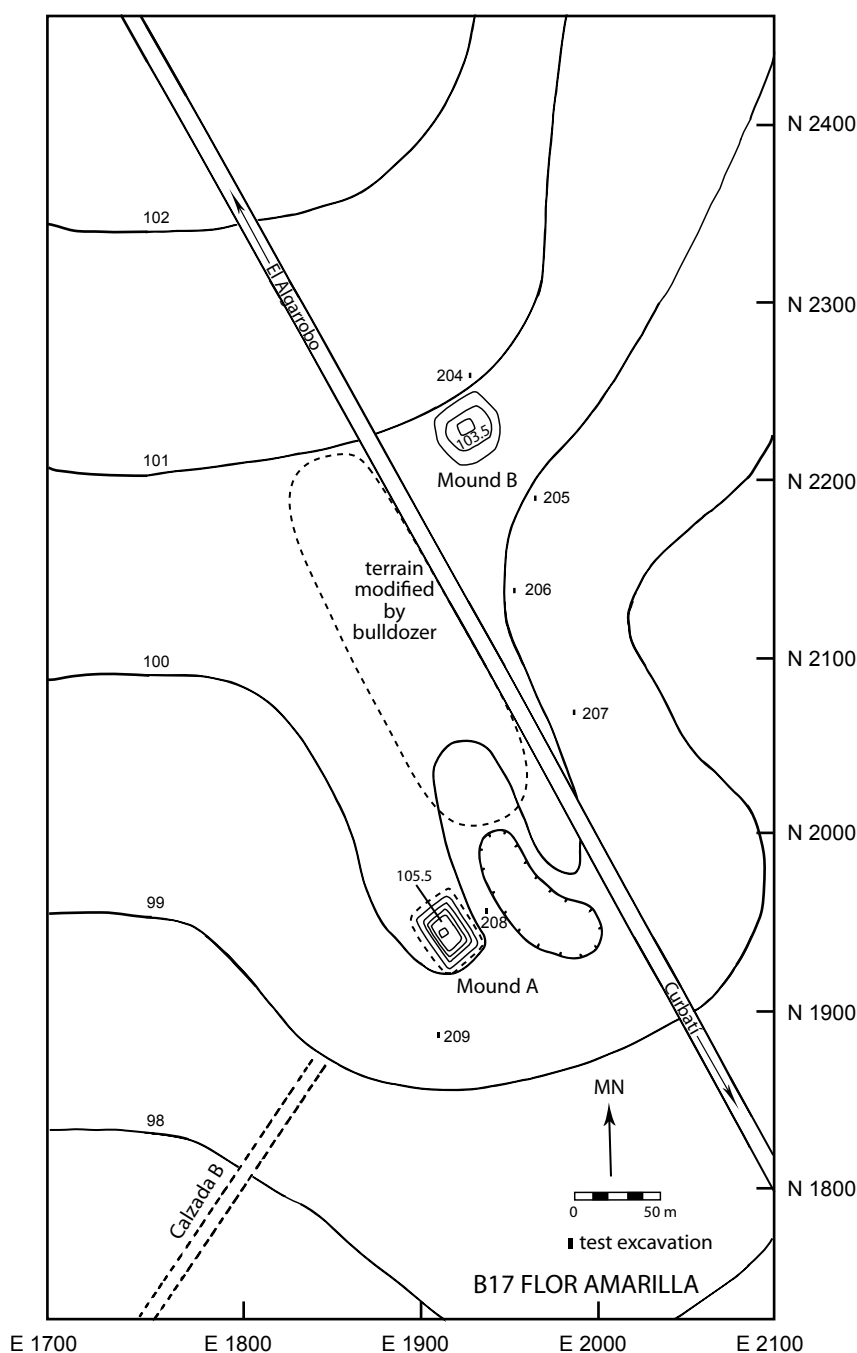 N 2400
102
El Algarrobo
N 2300
204
103.5
101
Mound B
N 2200
205
terrain
modified
by
bulldozer
206
100
N 2100
207
N 2000
105.5
99
208
Mound A
Curbatí
N 1900
209
MN
98
Calzada B
N 1800
0 50 m
test excavation
B17 FLOR AMARILLA
E 1700 E 1800 E 1900 E 2000 E 2100